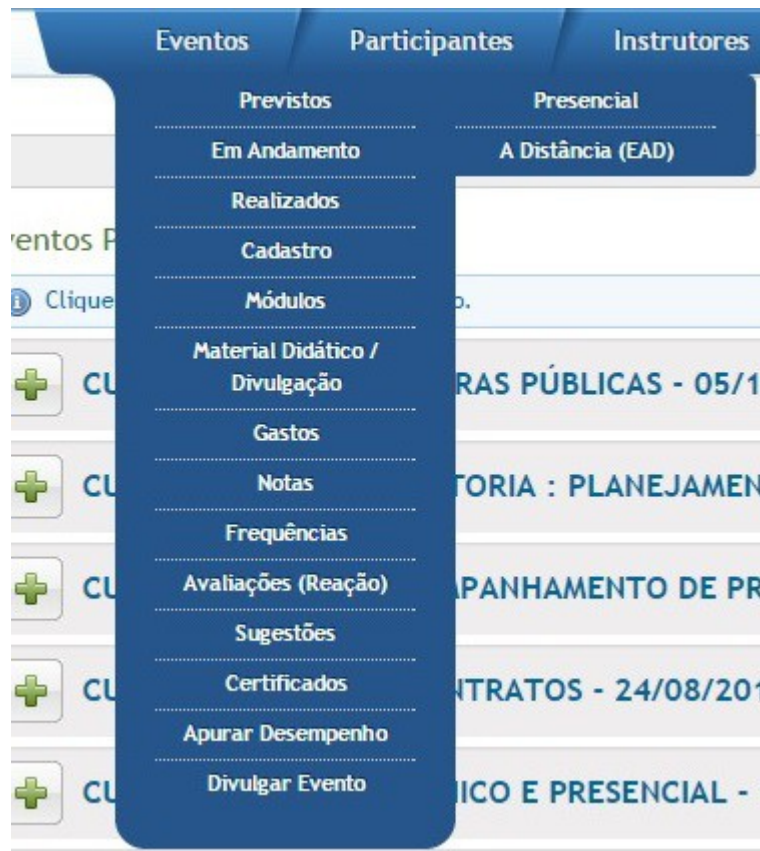 Eventos Participantes Instrutores
Previstos Presencial
Em Andamento A Distância (EAD)
Realizados
Cadastro
Módulos
Clique
Material Didático /
Divulgação
CU RAS PÚBLICAS - 05/1
Gastos
Notas
CU TORIA : PLANEJAMEN
Frequências
Avaliações (Reação)
CU MPANHAMENTO DE PR
Sugestões
Certificados
CU NTRATOS - 24/08/201
Apurar Desempenho
Divulgar Evento
CU ICO E PRESENCIAL -